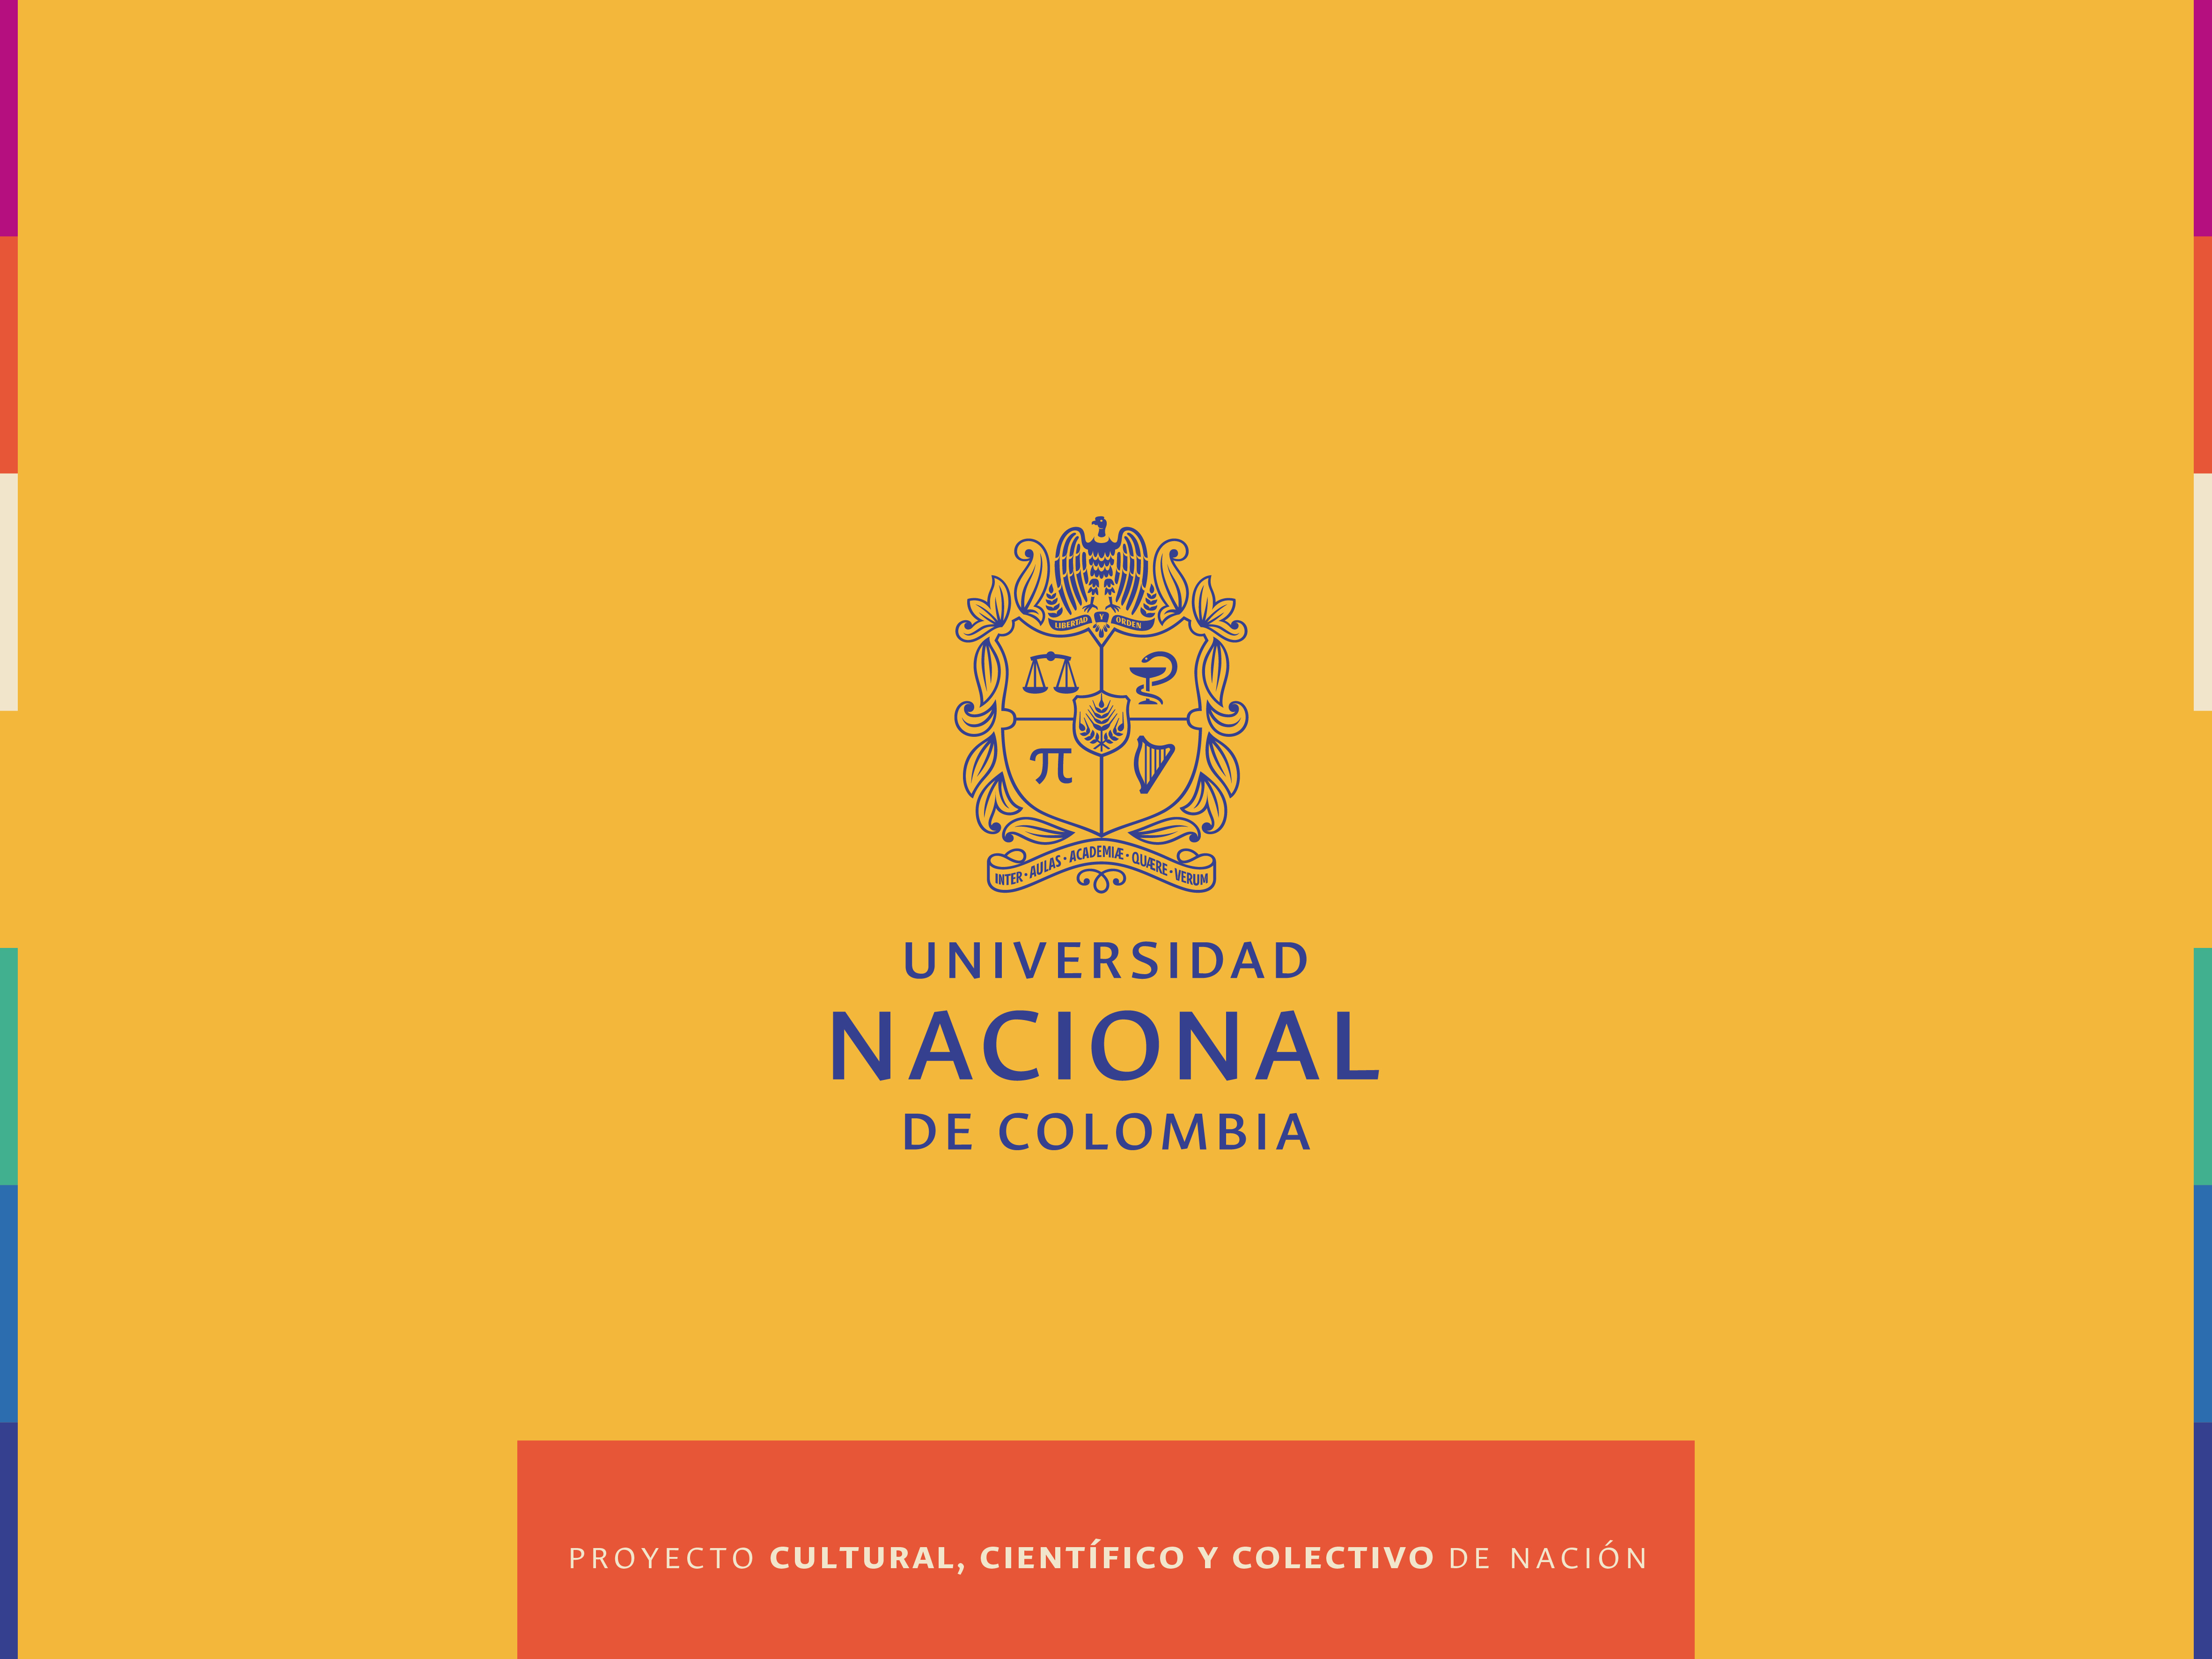 LIBERTAD Y ORDEN
π
INTER · AULAS · ACADEMIÆ · QUÆRE · VERUM
UNIVERSIDAD
NACIONAL
DE COLOMBIA
PROYECTO CULTURAL, CIENTÍFICO Y COLECTIVO DE NACIÓN